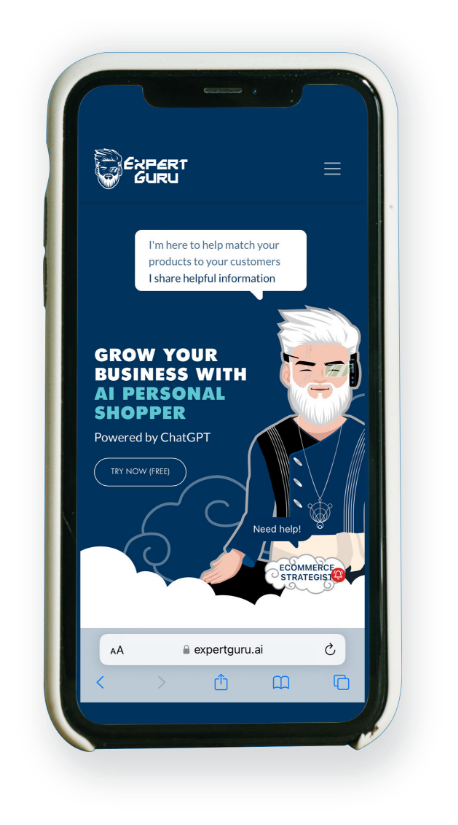 EXPERT
GURU
I'm here to help match your
products to your customers
I share helpful information
GROW YOUR
BUSINESS WITH
AI PERSONAL
SHOPPER
Powered by ChatGPT
TRY NOW (FREE)
Need help!
ECOMMERCE
STRATEGIST
AA
expertguru.ai